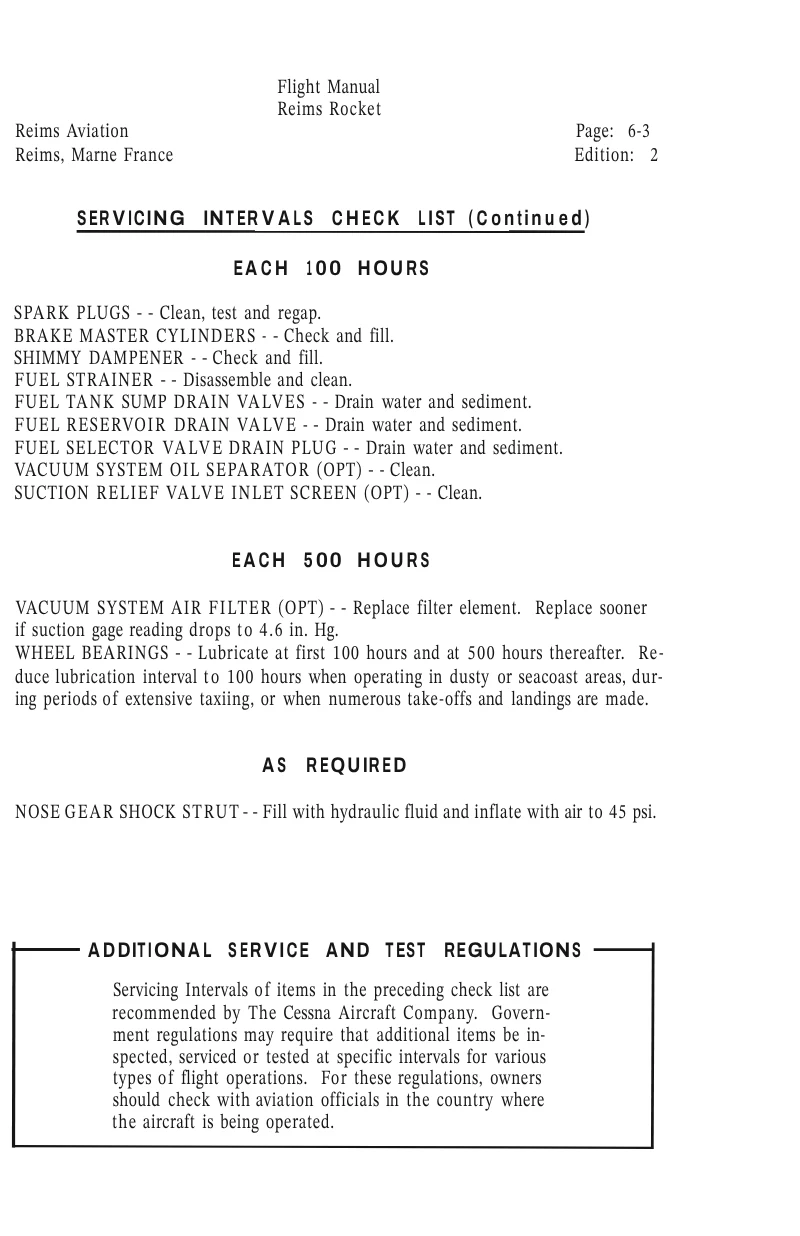 Flight Manual
Reims Rocket
Reims Aviation Page: 6-3
Reims, Marne France Edition: 2
SERVICING INTERVALS CHECK LIST (Continued)
EACH 100 HOURS
SPARK PLUGS - - Clean, test and regap.
BRAKE MASTER CYLINDERS - - Check and fill.
SHIMMY DAMPENER - - Check and fill.
FUEL STRAINER - - Disassemble and clean.
FUEL TANK SUMP DRAIN VALVES - - Drain water and sediment.
FUEL RESERVOIR DRAIN VALVE - - Drain water and sediment.
FUEL SELECTOR VALVE DRAIN PLUG - - Drain water and sediment.
VACUUM SYSTEM OIL SEPARATOR (OPT) - - Clean.
SUCTION RELIEF VALVE INLET SCREEN (OPT) - - Clean.
EACH 500 HOURS
VACUUM SYSTEM AIR FILTER (OPT) - - Replace filter element. Replace sooner
if suction gage reading drops to 4.6 in. Hg.
WHEEL BEARINGS - - Lubricate at first 100 hours and at 500 hours thereafter. Re-
duce lubrication interval to 100 hours when operating in dusty or seacoast areas, dur-
ing periods of extensive taxiing, or when numerous take-offs and landings are made.
AS REQUIRED
NOSE GEAR SHOCK STRUT - - Fill with hydraulic fluid and inflate with air to 45 psi.
ADDITIONAL SERVICE AND TEST REGULATIONS
Servicing Intervals of items in the preceding check list are
recommended by The Cessna Aircraft Company. Govern-
ment regulations may require that additional items be in-
spected, serviced or tested at specific intervals for various
types of flight operations. For these regulations, owners
should check with aviation officials in the country where
the aircraft is being operated.